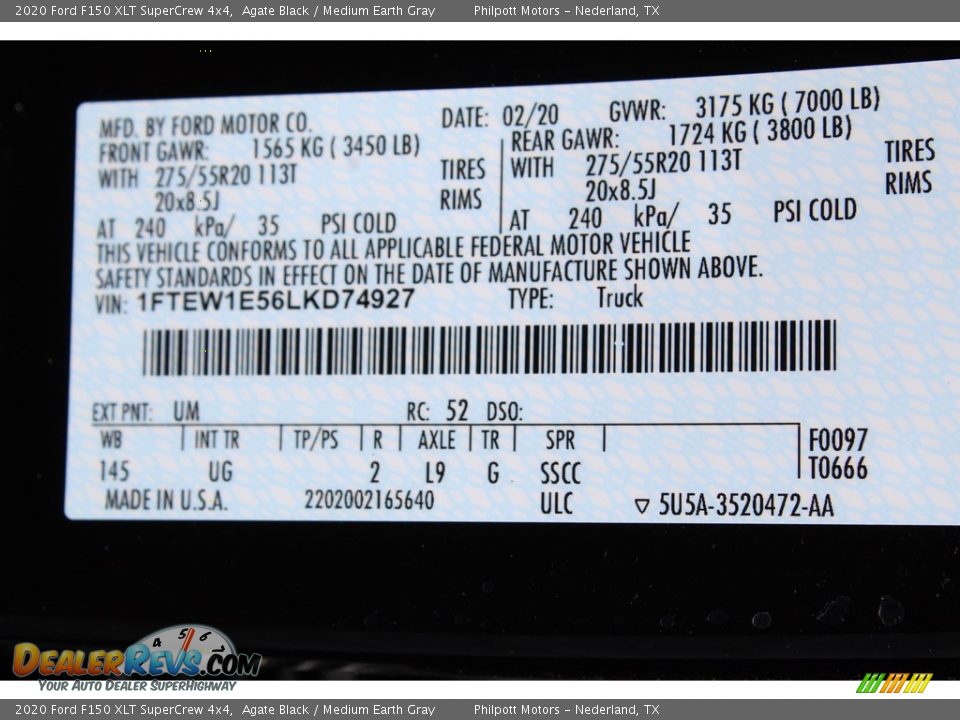 2020 Ford F150 XLT SuperCrew 4x4, Agate Black / Medium Earth Gray Philpott Motors - Nederland, TX
MFD. BY FORD MOTOR CO. DATE: 02/20 GVWR: 3175 KG ( 7000 LB)
FRONT GAWR: 1565 KG ( 3450 LB) REAR GAWR: 1724 KG ( 3800 LB)
WITH 275/55R20 113T TIRES WITH 275/55R20 113T TIRES
20x8.5J RIMS 20x8.5J RIMS
AT 240 kPa/ 35 PSI COLD AT 240 kPa/ 35 PSI COLD
THIS VEHICLE CONFORMS TO ALL APPLICABLE FEDERAL MOTOR VEHICLE
SAFETY STANDARDS IN EFFECT ON THE DATE OF MANUFACTURE SHOWN ABOVE.
VIN: 1FTEW1E56LKD74927 TYPE: Truck
EXT PNT: UM RC: 52 DSO:
WB INT TR TP/PS R AXLE TR SPR F0097
145 UG 2 L9 G SSCC T0666
MADE IN U.S.A. 2202002165640 ULC ▽ 5U5A-3520472-AA
4 5 6
DEALERREVS.COM
YOUR AUTO DEALER SUPERHIGHWAY
2020 Ford F150 XLT SuperCrew 4x4, Agate Black / Medium Earth Gray Philpott Motors - Nederland, TX